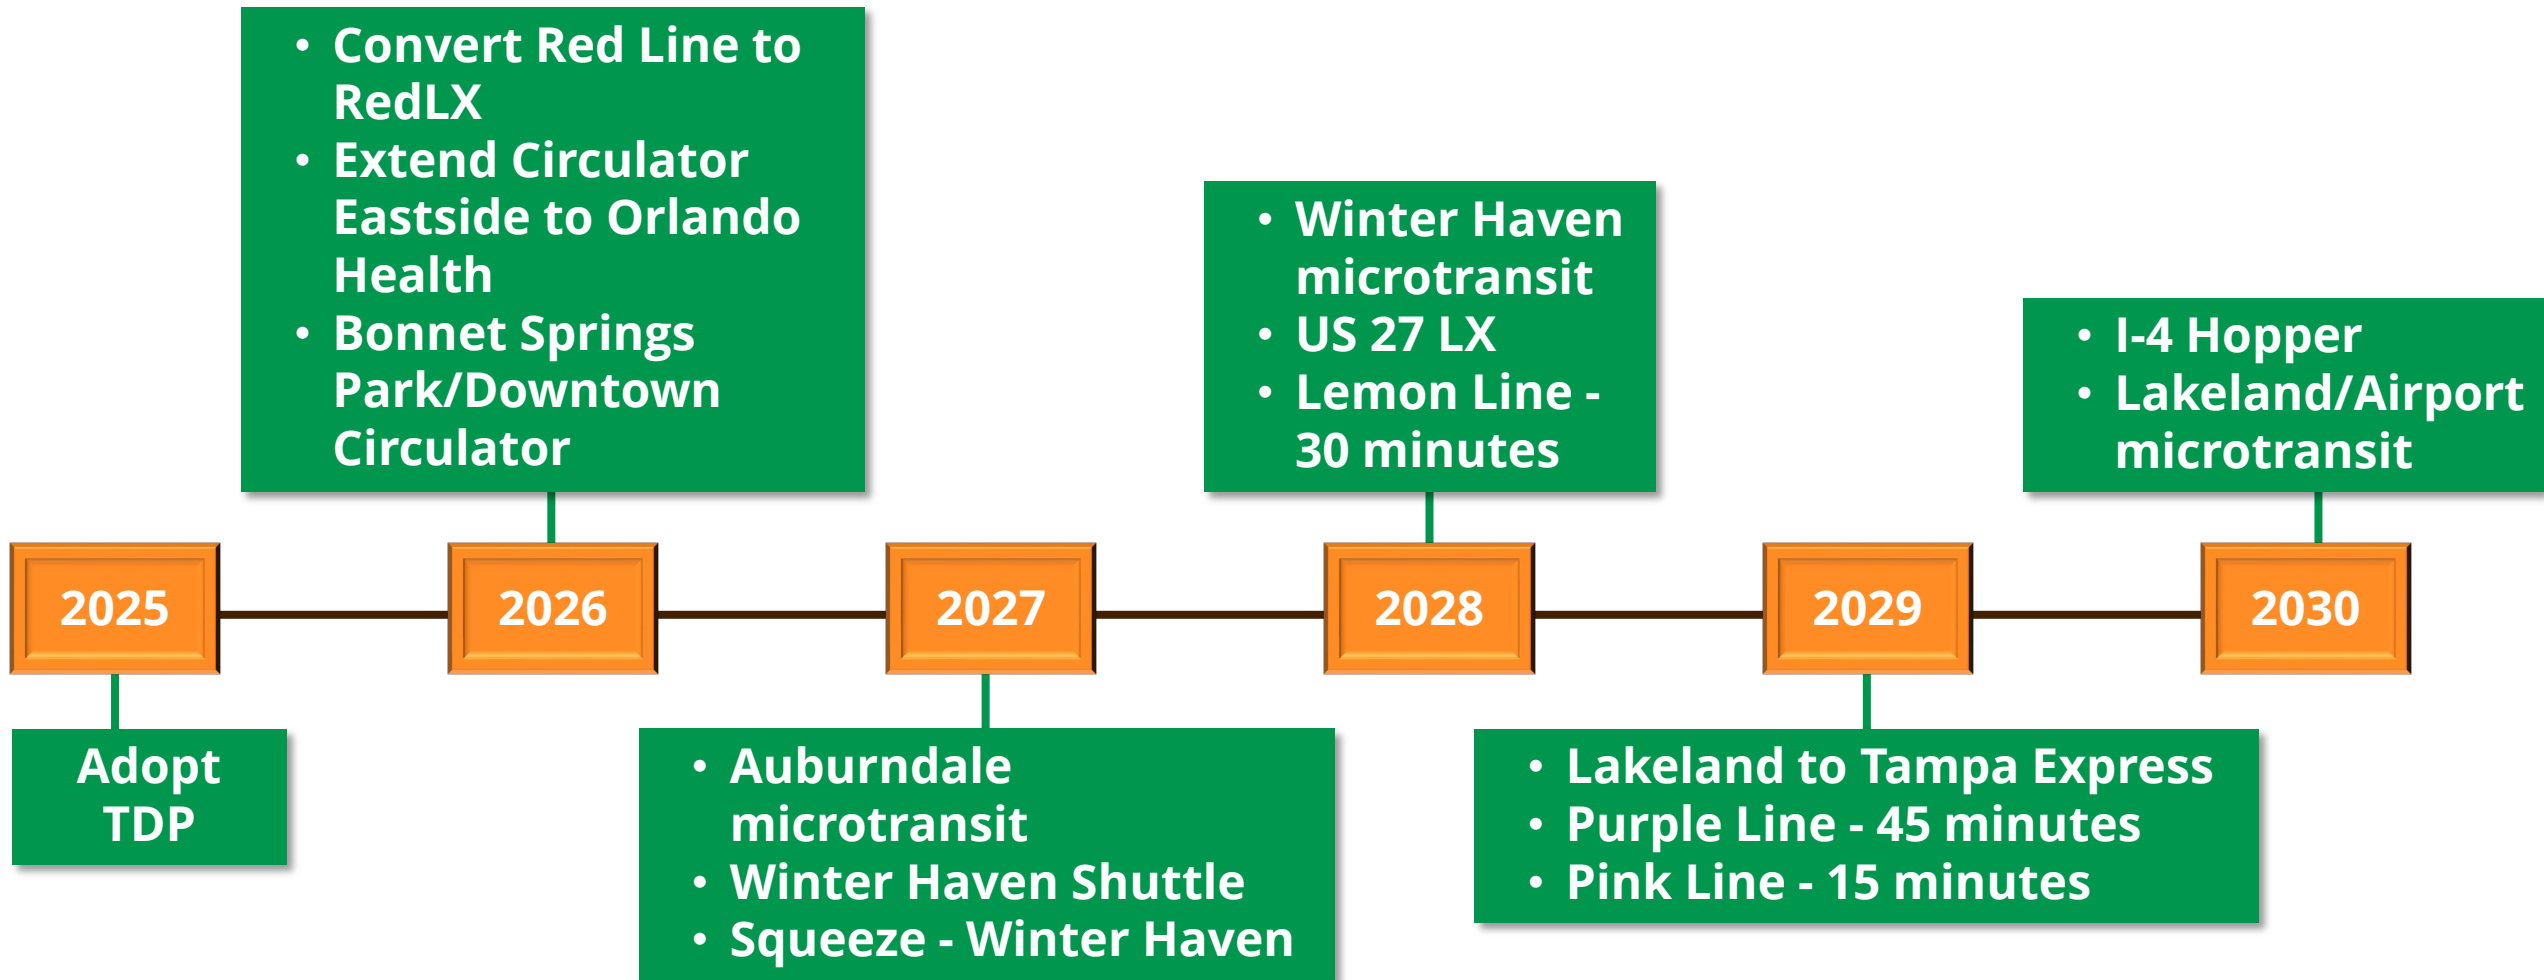 • Convert Red Line to
RedLX
• Extend Circulator
Eastside to Orlando
Health
• Bonnet Springs
Park/Downtown
Circulator
• Winter Haven
microtransit
• US 27 LX
• Lemon Line -
30 minutes
• I-4 Hopper
• Lakeland/Airport
microtransit
2025
2026
2027
2028
2029
2030
Adopt
TDP
• Auburndale
microtransit
• Winter Haven Shuttle
• Squeeze - Winter Haven
• Lakeland to Tampa Express
• Purple Line - 45 minutes
• Pink Line - 15 minutes